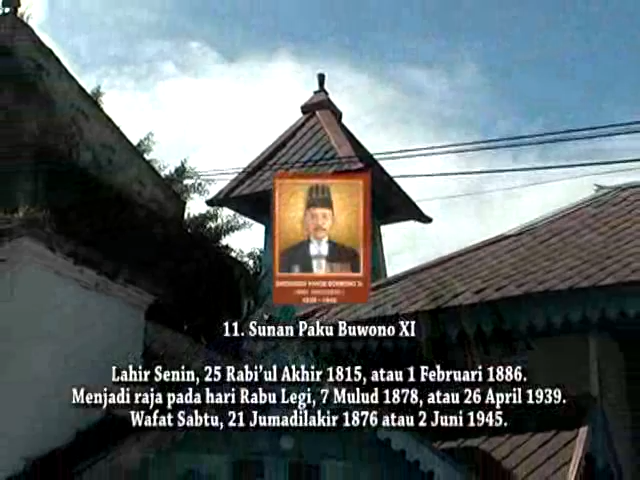 11. Sunan Paku Buwono XI
Lahir Senin, 25 Rabi'ul Akhir 1815, atau 1 Februari 1886.
Menjadi raja pada hari Rabu Legi, 7 Mulud 1878, atau 26 April 1939.
Wafat Sabtu, 21 Jumadilakir 1876 atau 2 Juni 1945.